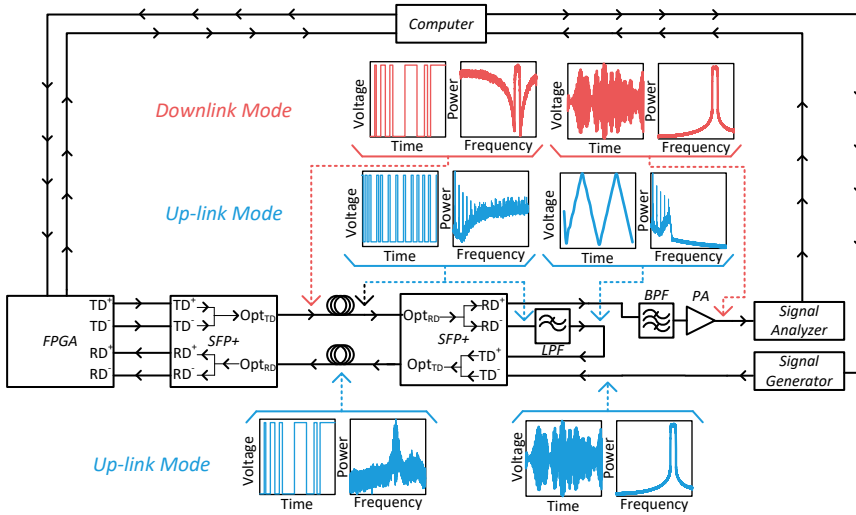 Computer
Downlink Mode
Voltage
Time
Power
Frequency
Voltage
Time
Power
Frequency
Up-link Mode
Voltage
Time
Power
Frequency
Voltage
Time
Power
Frequency
FPGA
TD+
TD-
RD+
RD-
TD+
TD-
RD+
RD-
SFP+
OptTD
OptRD
OptRD
OptTD
SFP+
RD+
RD-
TD+
TD-
LPF
BPF
PA
Signal
Analyzer
Signal
Generator
Up-link Mode
Voltage
Time
Power
Frequency
Voltage
Time
Power
Frequency